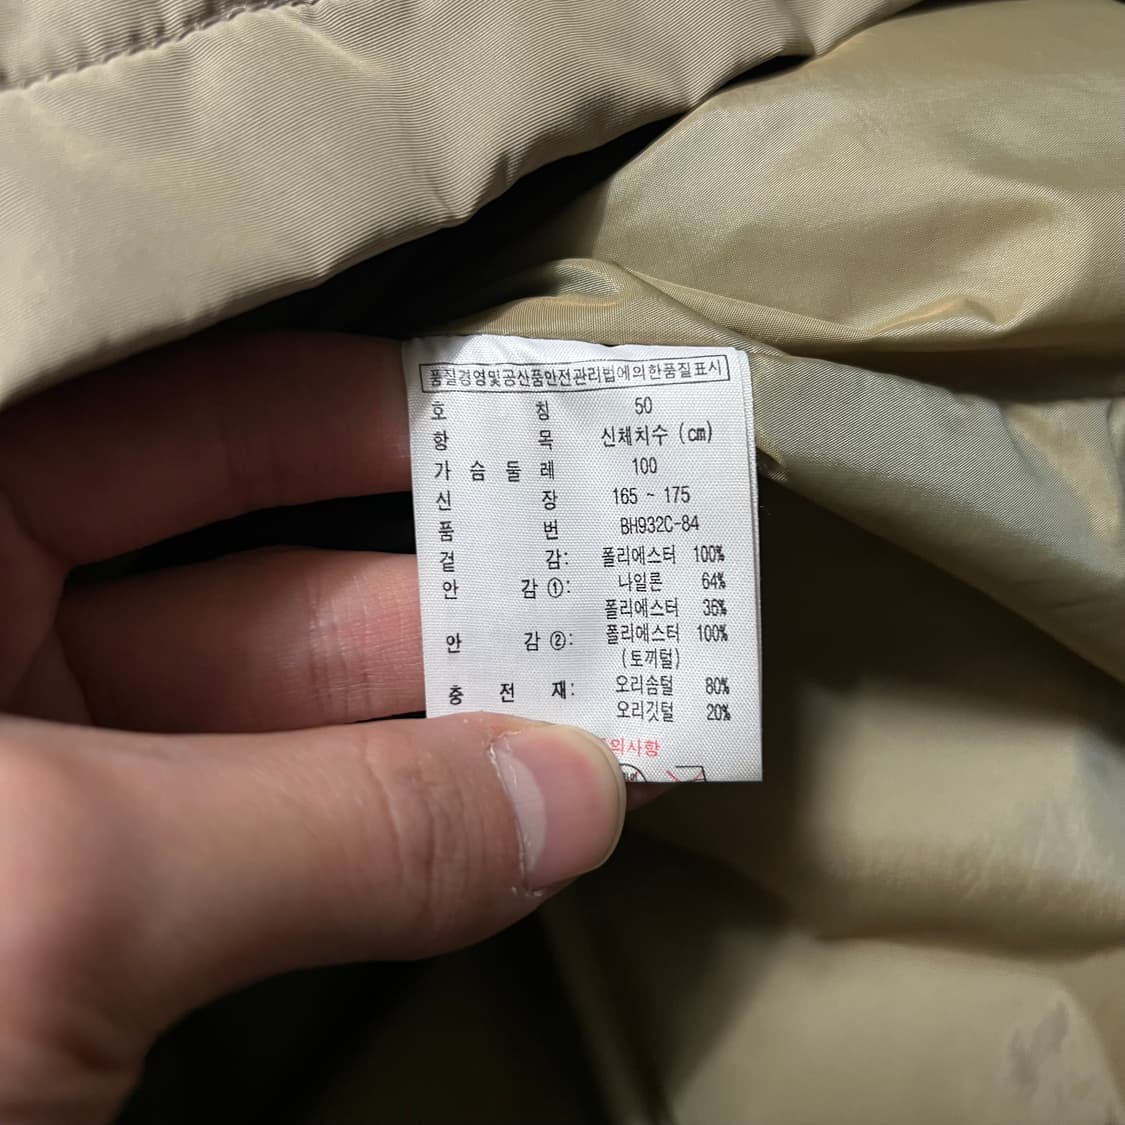 품질경영및공산품안전관리법에의한품질표시
호 칭 50
항 목 신체치수 (cm)
가 슴 둘 레 100
신 장 165 ~ 175
품 번 BH932C-84
겉 감: 폴리에스터 100%
안 감 ①: 나일론 64%
폴리에스터 36%
안 감 ②: 폴리에스터 100%
(토끼털)
충 전 재: 오리솜털 80%
오리깃털 20%
의사항